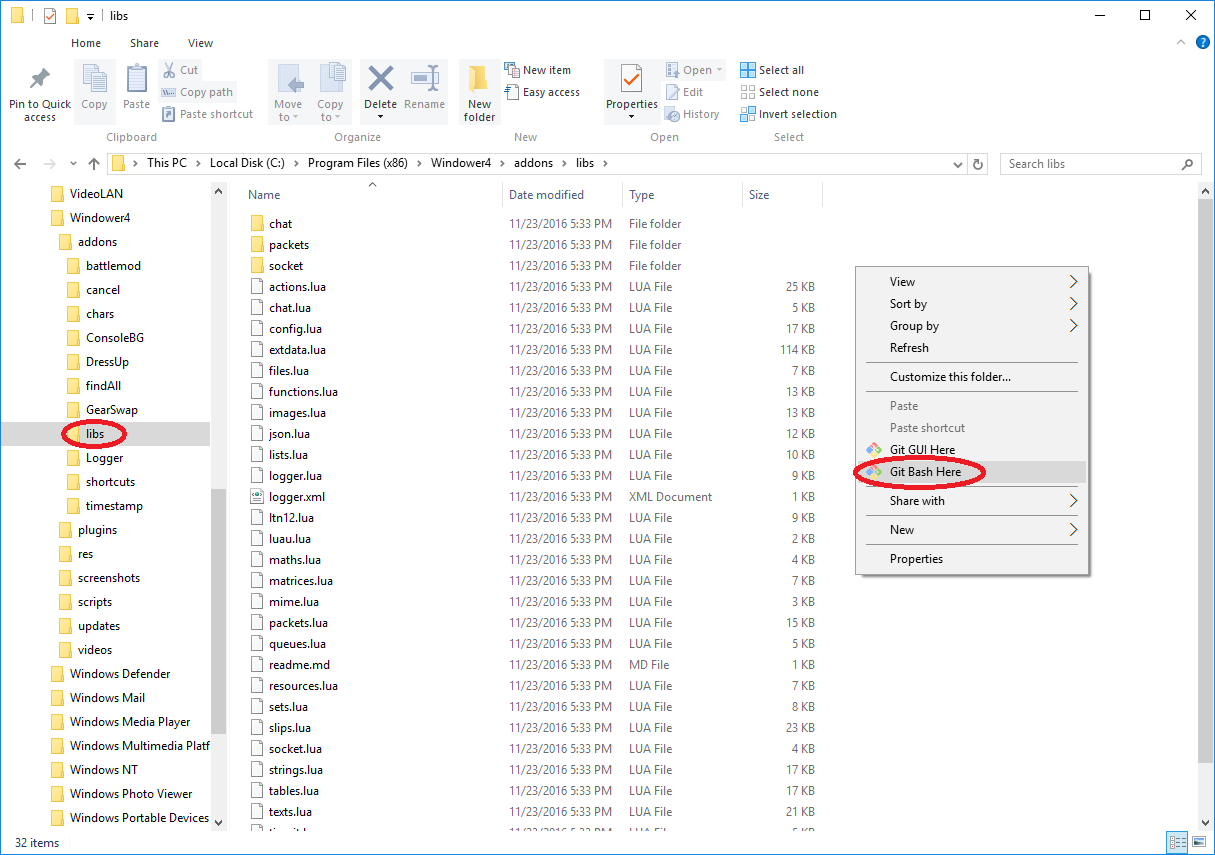 libs
Home Share View
Pin to Quick access
Copy
Paste
Cut
Copy path
Paste shortcut
Move to
Copy to
Delete
Rename
New folder
New item
Easy access
Properties
Open
Edit
History
Select all
Select none
Invert selection
Clipboard Organize New Open Select
This PC Local Disk (C:) Program Files (x86) Windower4 addons libs
Search libs
VideoLAN
Windower4
addons
battlemod
cancel
chars
ConsoleBG
DressUp
findAll
GearSwap
libs
Logger
shortcuts
timestamp
plugins
res
screenshots
scripts
updates
videos
Windows Defender
Windows Mail
Windows Media Player
Windows Multimedia Platf
Windows NT
Windows Photo Viewer
Windows Portable Devices
Name Date modified Type Size
chat 11/23/2016 5:33 PM File folder
packets 11/23/2016 5:33 PM File folder
socket 11/23/2016 5:33 PM File folder
actions.lua 11/23/2016 5:33 PM LUA File 25 KB
chat.lua 11/23/2016 5:33 PM LUA File 5 KB
config.lua 11/23/2016 5:33 PM LUA File 17 KB
extdata.lua 11/23/2016 5:33 PM LUA File 114 KB
files.lua 11/23/2016 5:33 PM LUA File 7 KB
functions.lua 11/23/2016 5:33 PM LUA File 13 KB
images.lua 11/23/2016 5:33 PM LUA File 13 KB
json.lua 11/23/2016 5:33 PM LUA File 12 KB
lists.lua 11/23/2016 5:33 PM LUA File 10 KB
logger.lua 11/23/2016 5:33 PM LUA File 9 KB
logger.xml 11/23/2016 5:33 PM XML Document 1 KB
ltn12.lua 11/23/2016 5:33 PM LUA File 9 KB
luau.lua 11/23/2016 5:33 PM LUA File 2 KB
maths.lua 11/23/2016 5:33 PM LUA File 4 KB
matrices.lua 11/23/2016 5:33 PM LUA File 7 KB
mime.lua 11/23/2016 5:33 PM LUA File 3 KB
packets.lua 11/23/2016 5:33 PM LUA File 15 KB
queues.lua 11/23/2016 5:33 PM LUA File 5 KB
readme.md 11/23/2016 5:33 PM MD File 1 KB
resources.lua 11/23/2016 5:33 PM LUA File 7 KB
sets.lua 11/23/2016 5:33 PM LUA File 8 KB
slips.lua 11/23/2016 5:33 PM LUA File 23 KB
socket.lua 11/23/2016 5:33 PM LUA File 4 KB
strings.lua 11/23/2016 5:33 PM LUA File 17 KB
tables.lua 11/23/2016 5:33 PM LUA File 17 KB
texts.lua 11/23/2016 5:33 PM LUA File 21 KB
View
Sort by
Group by
Refresh
Customize this folder...
Paste
Paste shortcut
Git GUI Here
Git Bash Here
Share with
New
Properties
32 items